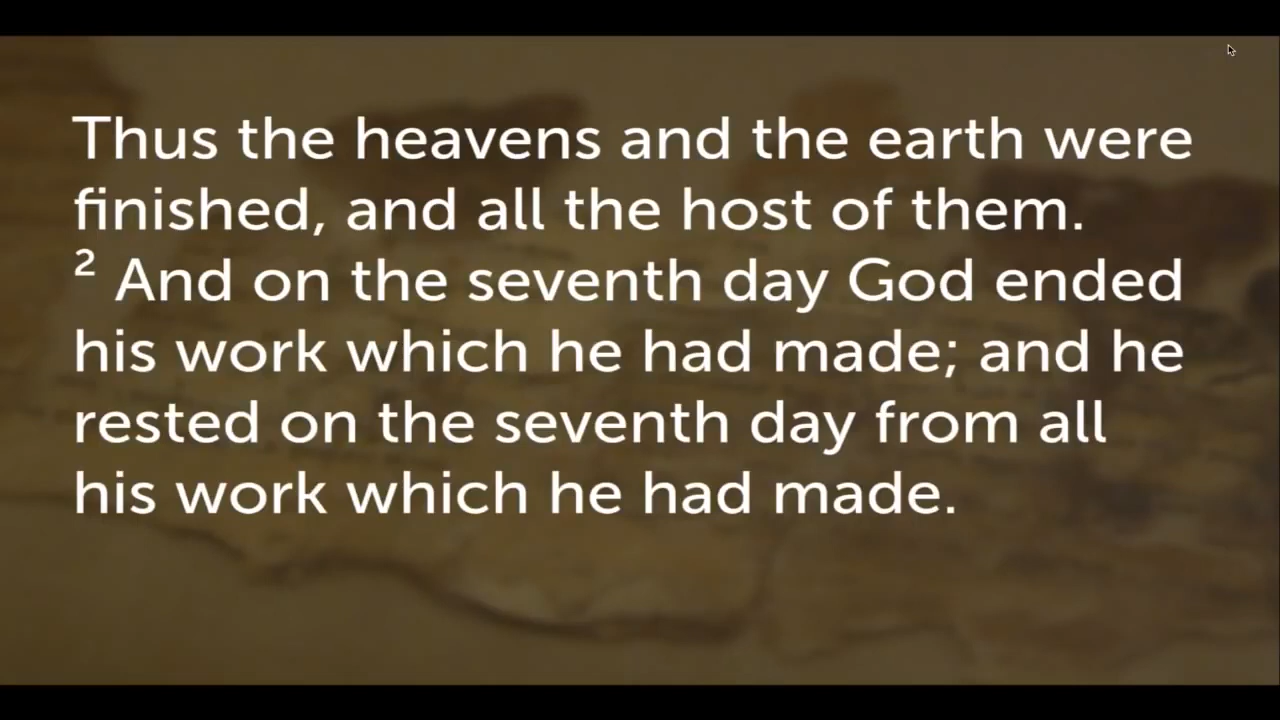 Thus the heavens and the earth were
finished, and all the host of them.
² And on the seventh day God ended
his work which he had made; and he
rested on the seventh day from all
his work which he had made.